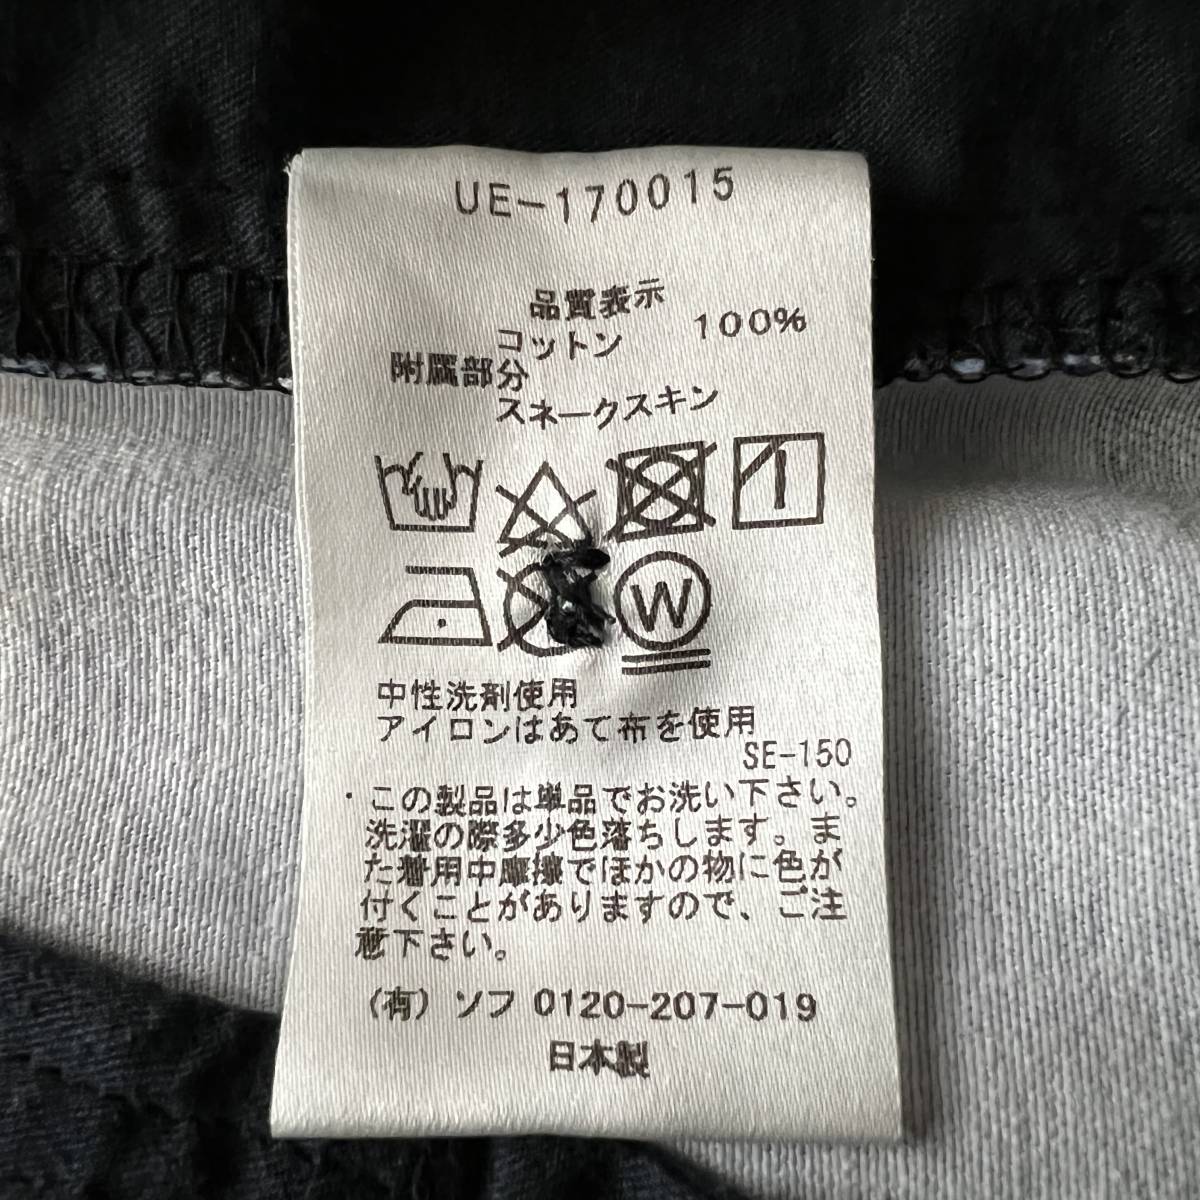 UE-170015
品質表示
コットン 100%
附属部分
スネークスキン
W
中性洗剤使用
アイロンはあて布を使用
SE-150
・この製品は単品でお洗い下さい。
洗濯の際多少色落ちします。ま
た着用中摩擦でほかの物に色が
付くことがありますので、ご注
意下さい。
(有) ソフ 0120-207-019
日本製